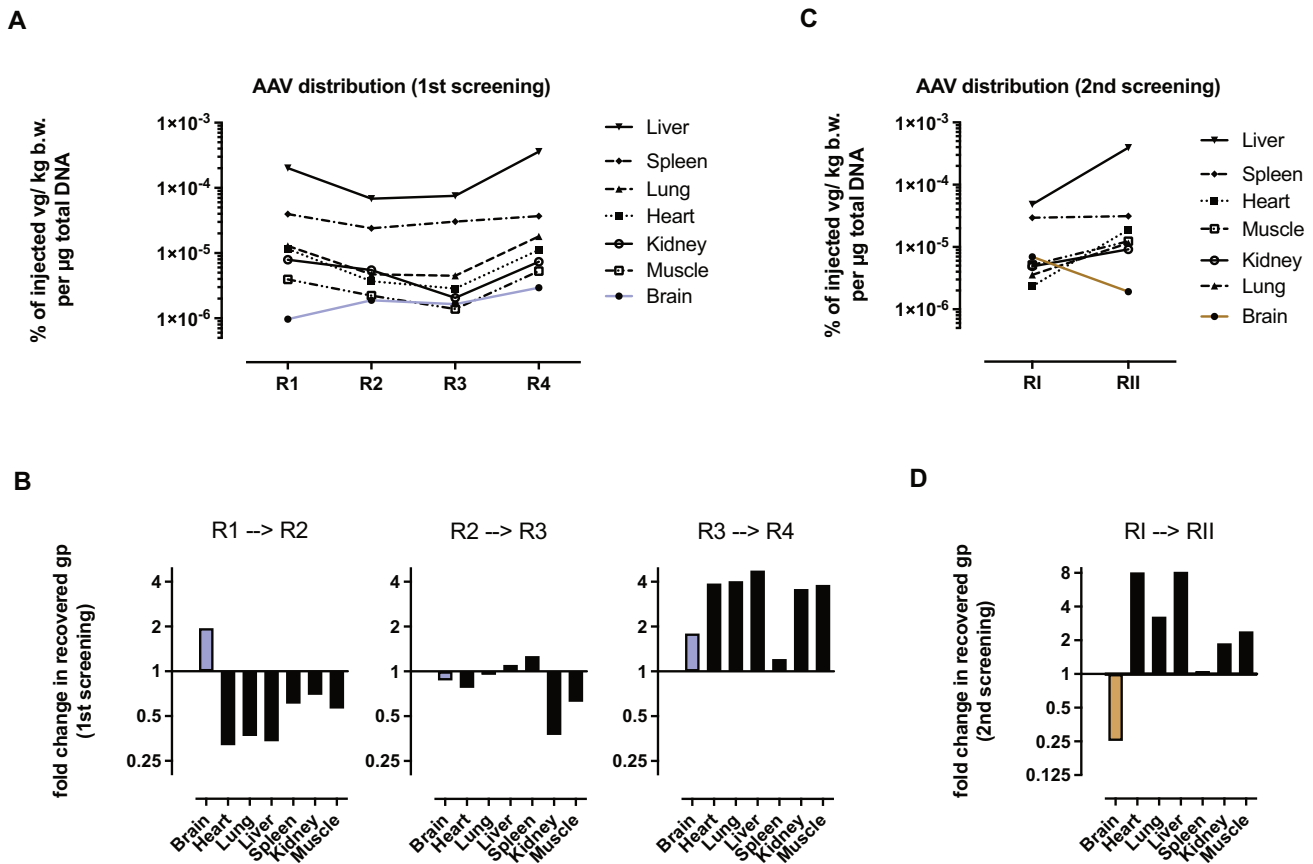 A
AAV distribution (1st screening)
% of injected vg/ kg b.w.
per µg total DNA
1×10-3
1×10-4
1×10-5
1×10-6
R1 R2 R3 R4
Liver
Spleen
Lung
Heart
Kidney
Muscle
Brain
C
AAV distribution (2nd screening)
% of injected vg/ kg b.w.
per µg total DNA
1×10-3
1×10-4
1×10-5
1×10-6
RI RII
Liver
Spleen
Heart
Muscle
Kidney
Lung
Brain
B
fold change in recovered gp
(1st screening)
R1 --> R2
4
2
1
0.5
0.25
Brain
Heart
Lung
Liver
Spleen
Kidney
Muscle
R2 --> R3
4
2
1
0.5
0.25
Brain
Heart
Lung
Liver
Spleen
Kidney
Muscle
R3 --> R4
4
2
1
0.5
0.25
Brain
Heart
Lung
Liver
Spleen
Kidney
Muscle
D
fold change in recovered gp
(2nd screening)
RI --> RII
8
4
2
1
0.5
0.25
0.125
Brain
Heart
Lung
Liver
Spleen
Kidney
Muscle